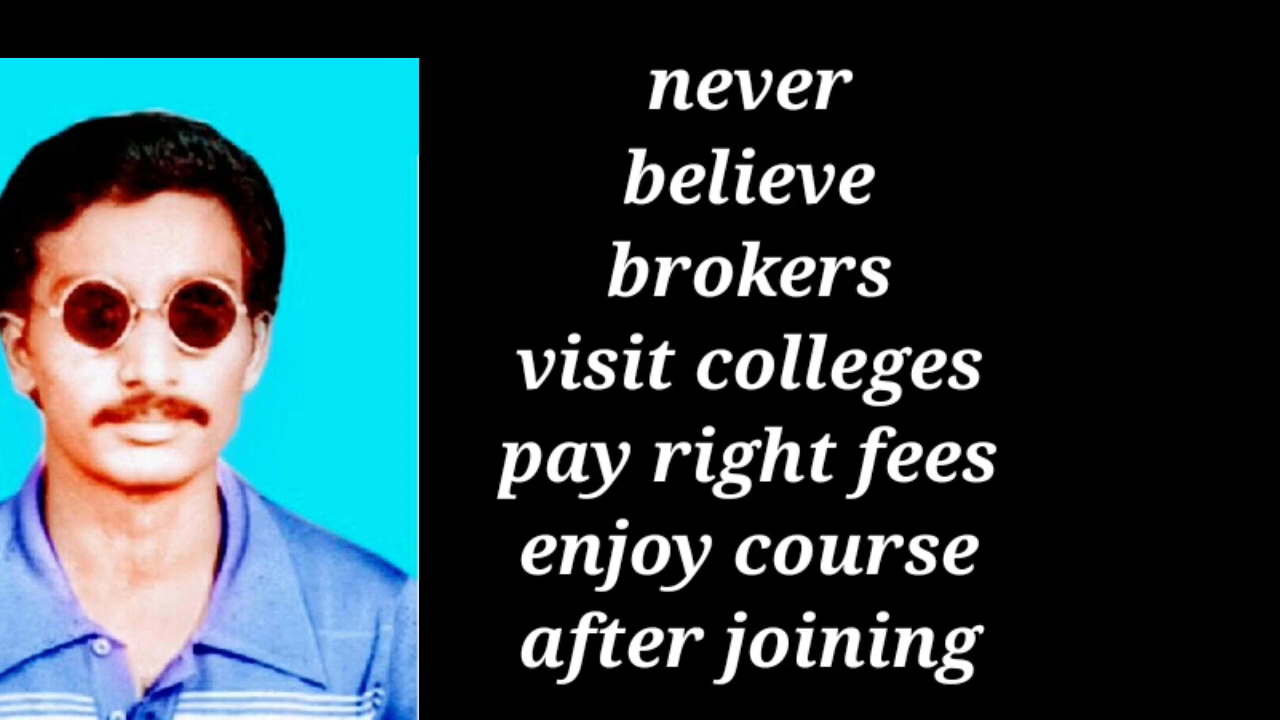 never
believe
brokers
visit colleges
pay right fees
enjoy course
after joining